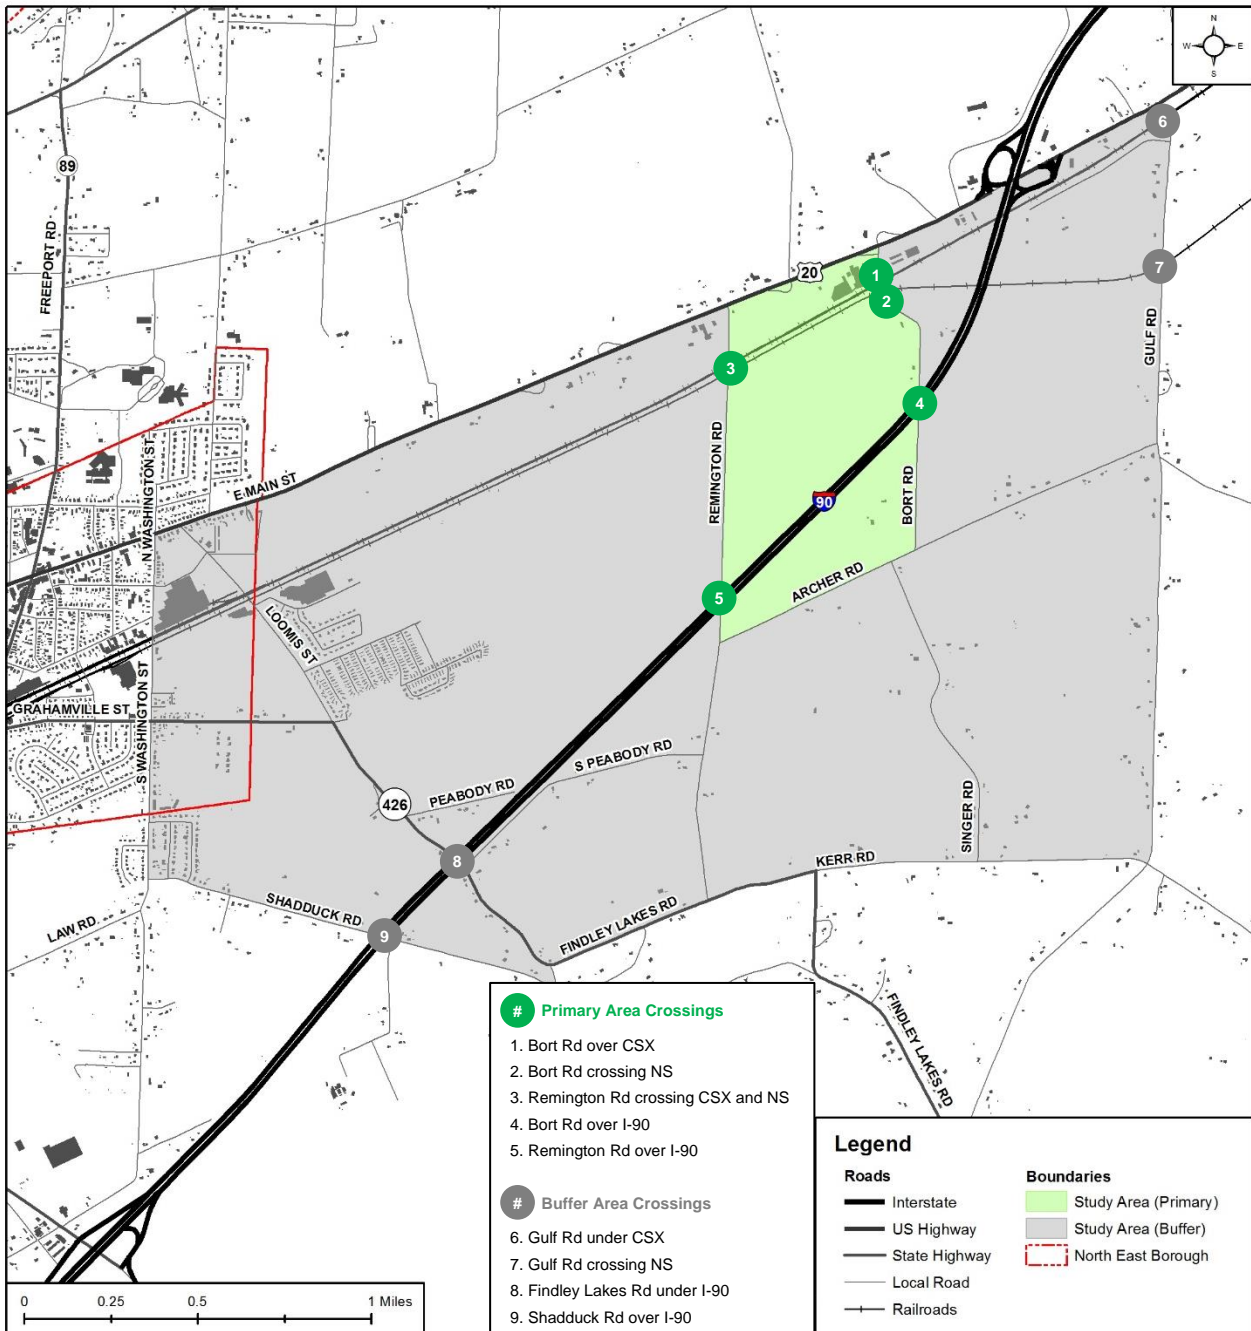 N
W E
S
6
89
FREEPORT RD
20
1
2
7
GULF RD
3
4
N WASHINGTON ST
E MAIN ST
REMINGTON RD
90
BORT RD
ARCHER RD
5
LOOMIS ST
S WASHINGTON ST
GRAHAMVILLE ST
S PEABODY RD
PEABODY RD
426
SINGER RD
8
KERR RD
SHADDUCK RD
LAW RD
9
FINDLEY LAKES RD
FINDLEY LAKES RD
# Primary Area Crossings
1. Bort Rd over CSX
2. Bort Rd crossing NS
3. Remington Rd crossing CSX and NS
4. Bort Rd over I-90
5. Remington Rd over I-90
# Buffer Area Crossings
6. Gulf Rd under CSX
7. Gulf Rd crossing NS
8. Findley Lakes Rd under I-90
9. Shadduck Rd over I-90
Legend
Roads
Interstate
US Highway
State Highway
Local Road
Railroads
Boundaries
Study Area (Primary)
Study Area (Buffer)
North East Borough
0 0.25 0.5 1 Miles